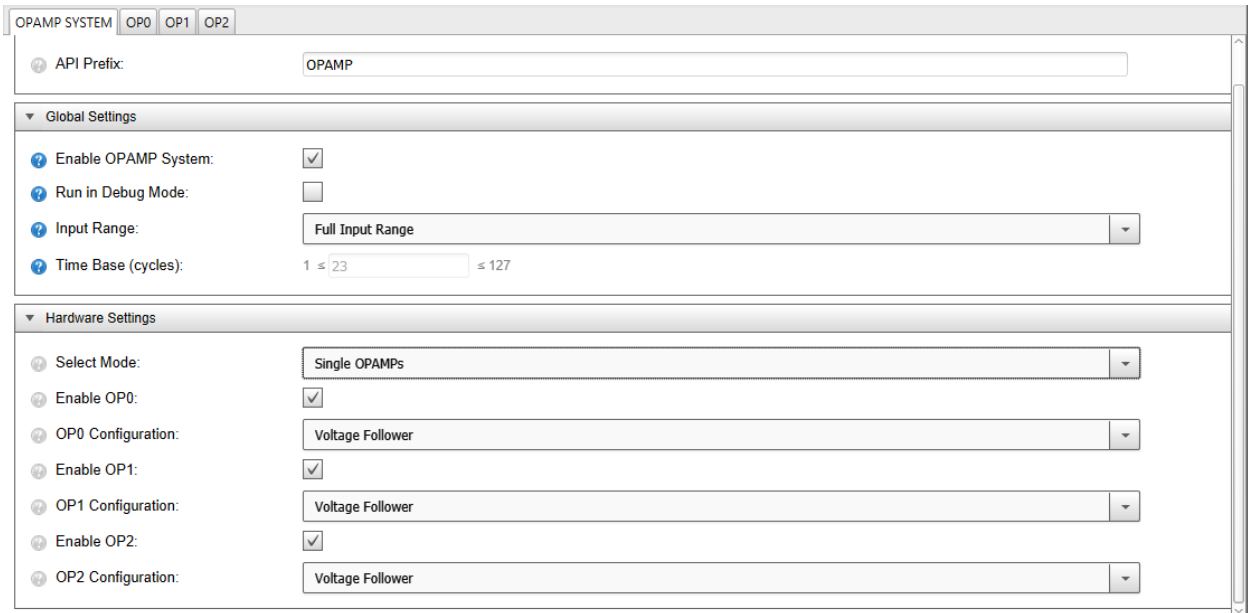 OPAMP SYSTEM OP0 OP1 OP2
API Prefix: OPAMP
Global Settings
Enable OPAMP System:
Run in Debug Mode:
Input Range: Full Input Range
Time Base (cycles): 1 ≤ 23 ≤ 127
Hardware Settings
Select Mode: Single OPAMPs
Enable OP0:
OP0 Configuration: Voltage Follower
Enable OP1:
OP1 Configuration: Voltage Follower
Enable OP2:
OP2 Configuration: Voltage Follower